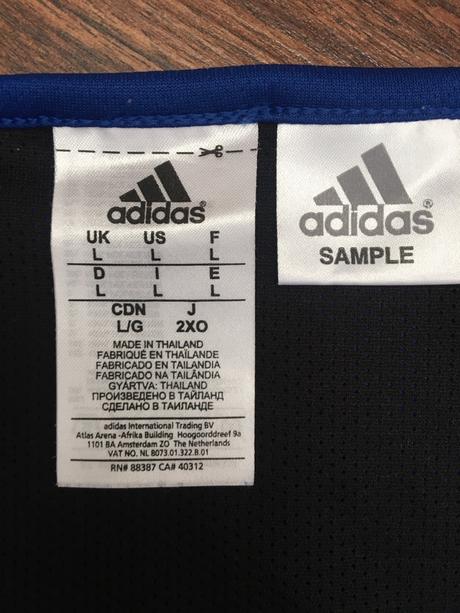 adidas®
UK US F
L L L
D I E
L L L
CDN J
L/G 2XO
MADE IN THAILAND
FABRIQUÉ EN THAÏLANDE
FABRICADO EN TAILANDIA
FABRICADO NA TAILÂNDIA
GYÁRTVA: THAILAND
ПРОИЗВЕДЕНО В ТАЙЛАНД
СДЕЛАНО В ТАИЛАНДЕ
adidas International Trading BV
Atlas Arena -Afrika Building Hoogoorddreef 9a
1101 BA Amsterdam ZO The Netherlands
VAT NO. NL 8073.01.322.B.01
RN# 88387 CA# 40312
adidas®
SAMPLE